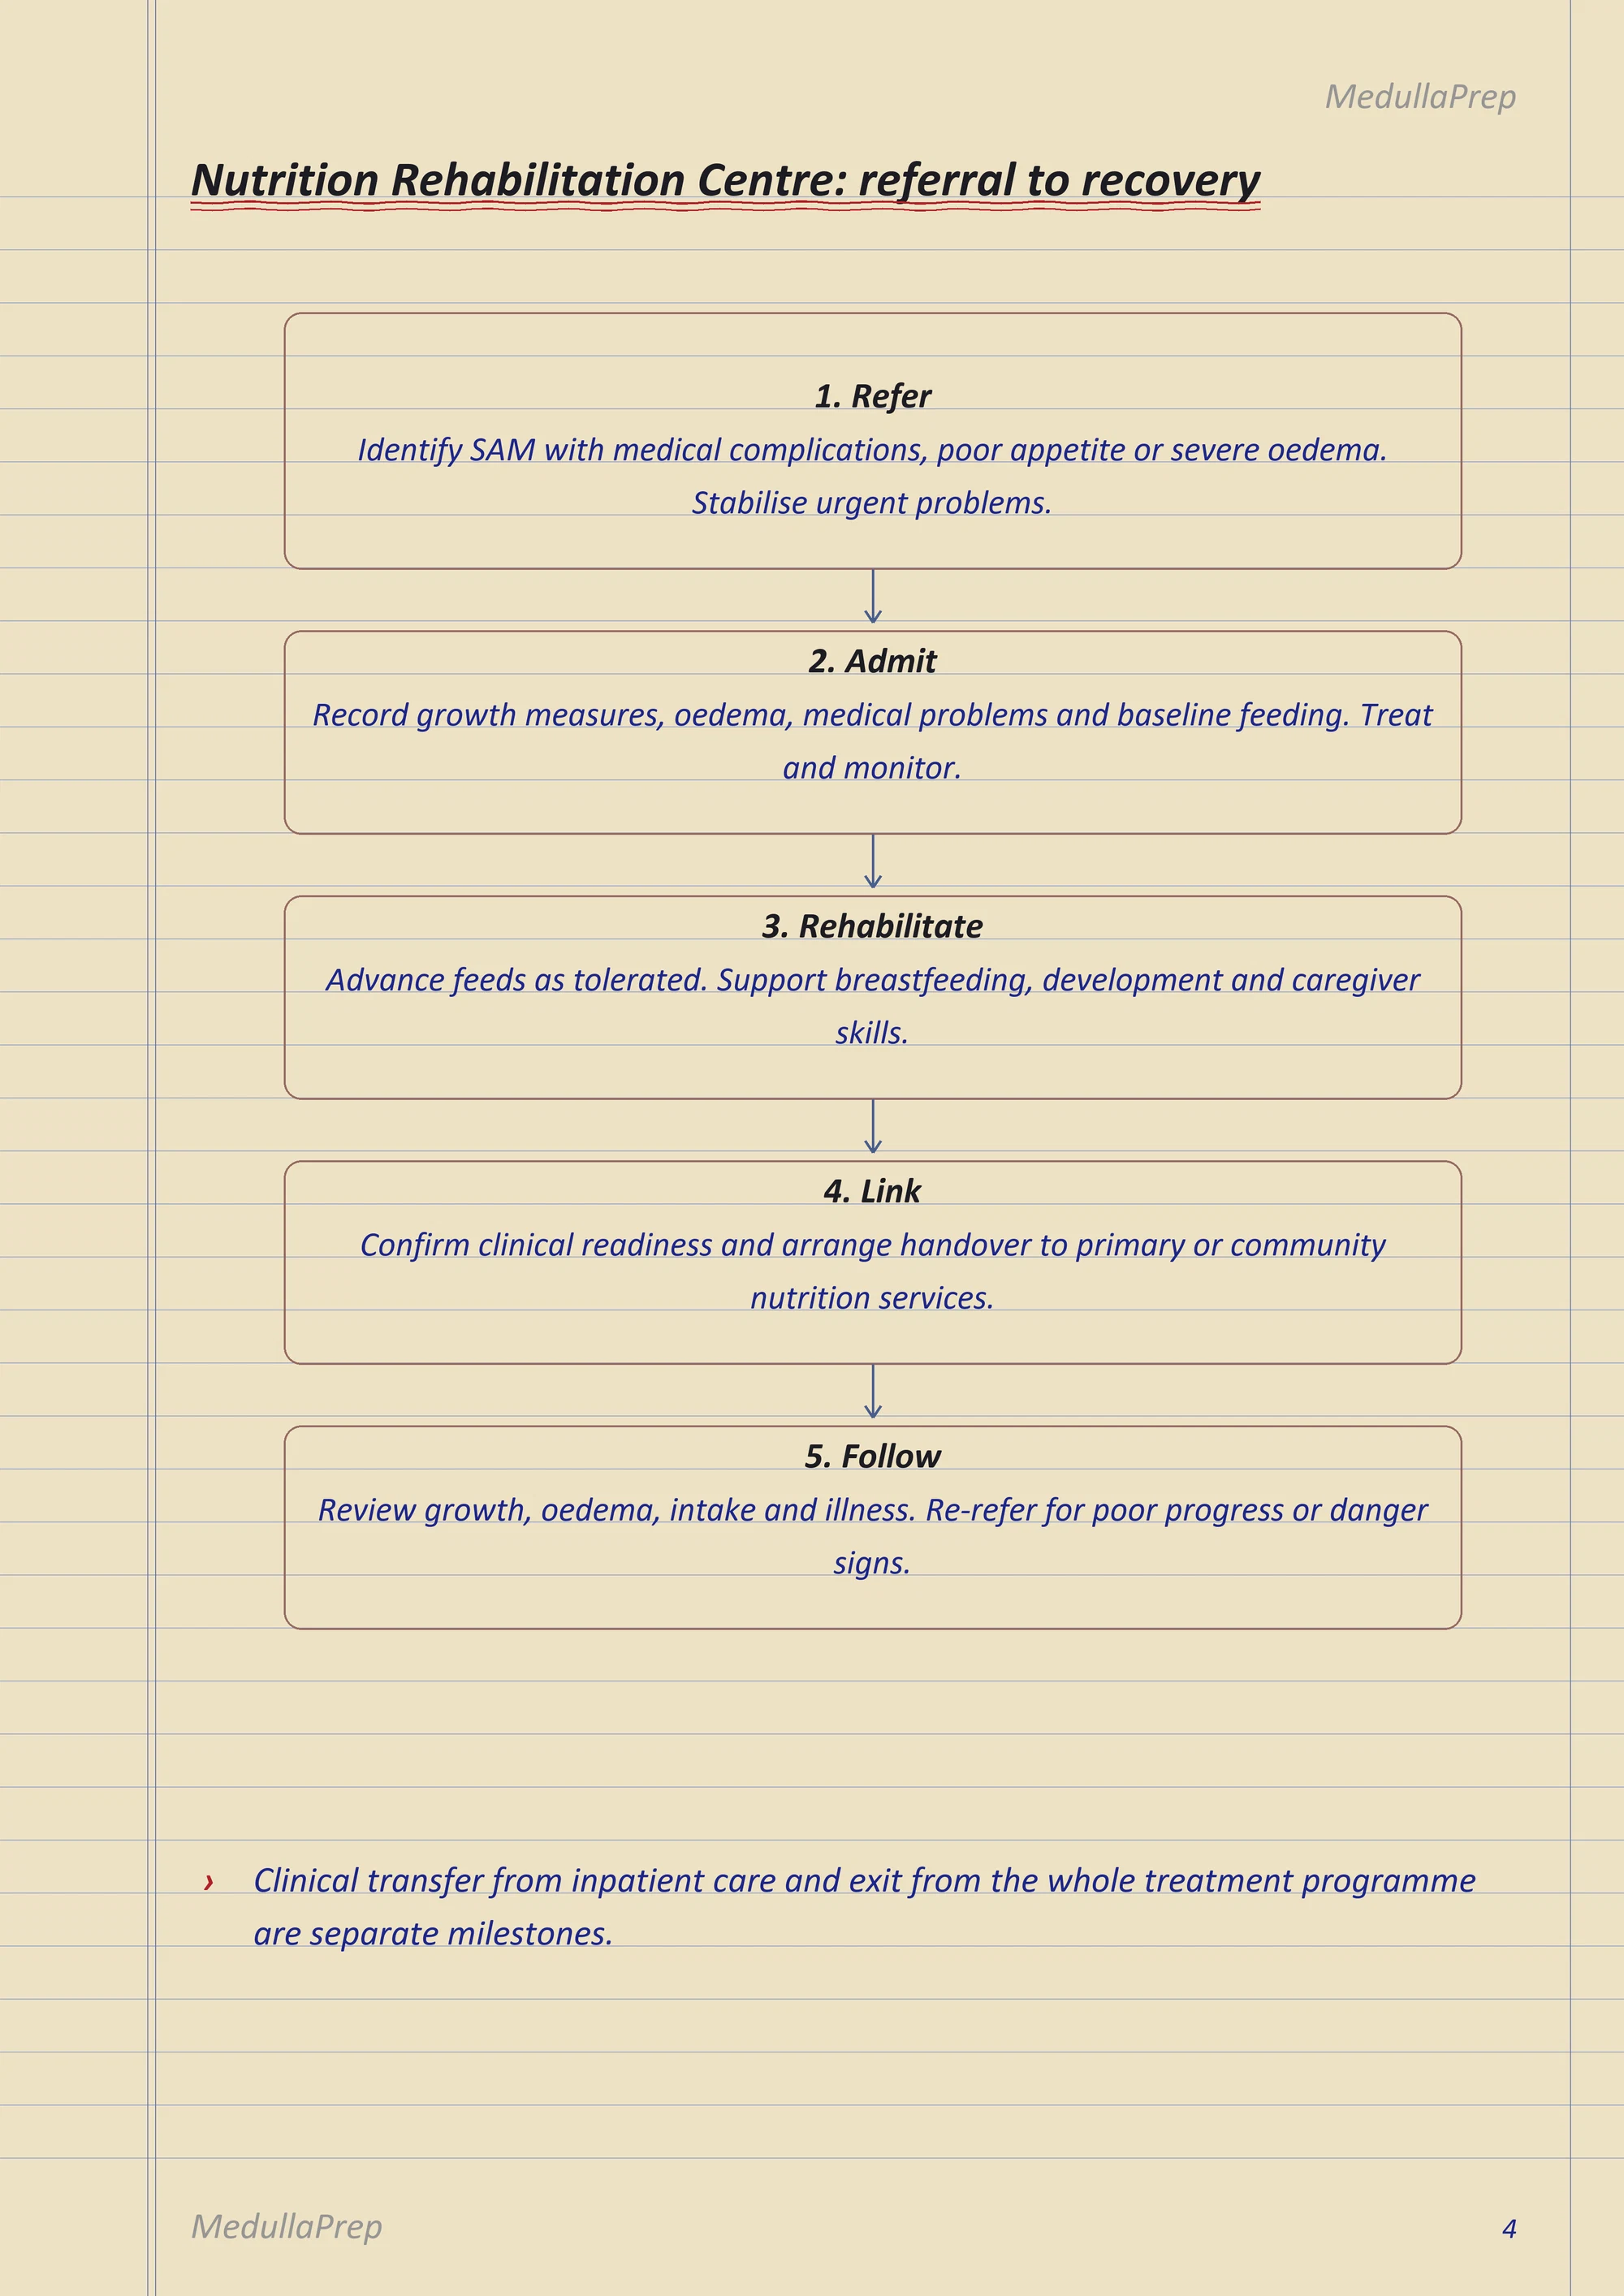 MedullaPrep
Nutrition Rehabilitation Centre: referral to recovery
1. Refer
Identify SAM with medical complications, poor appetite or severe oedema.
Stabilise urgent problems.
2. Admit
Record growth measures, oedema, medical problems and baseline feeding. Treat
and monitor.
3. Rehabilitate
Advance feeds as tolerated. Support breastfeeding, development and caregiver
skills.
4. Link
Confirm clinical readiness and arrange handover to primary or community
nutrition services.
5. Follow
Review growth, oedema, intake and illness. Re-refer for poor progress or danger
signs.
› Clinical transfer from inpatient care and exit from the whole treatment programme
are separate milestones.
MedullaPrep
4